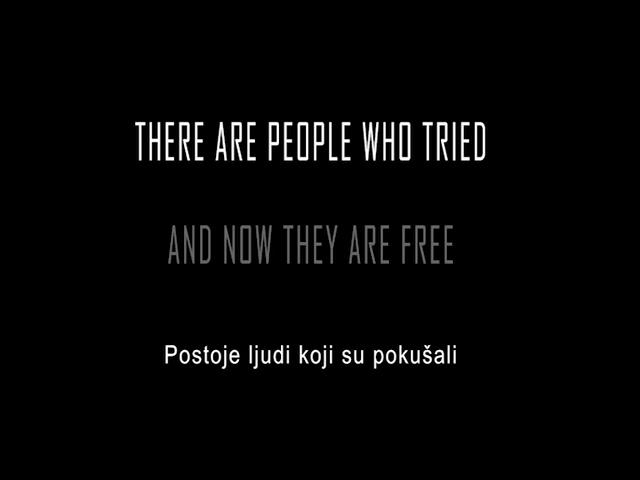 THERE ARE PEOPLE WHO TRIED
AND NOW THEY ARE FREE
Postoje ljudi koji su pokušali